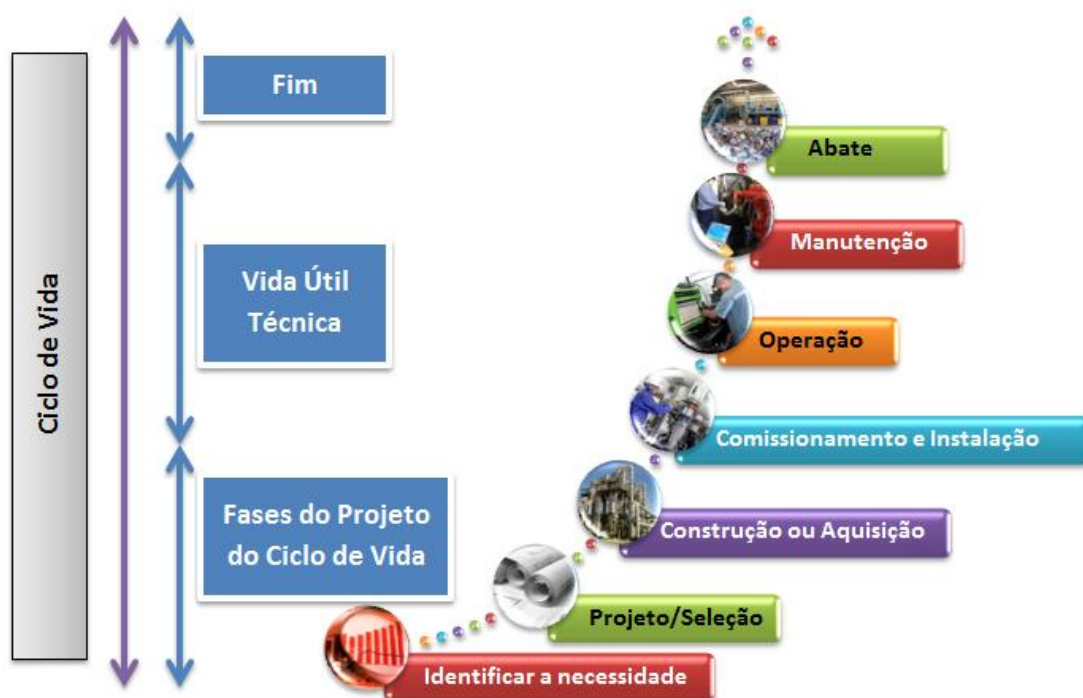 Ciclo de Vida
Fim
Vida Útil
Técnica
Fases do Projeto
do Ciclo de Vida
Abate
Manutenção
Operação
Comissionamento e Instalação
Construção ou Aquisição
Projeto/Seleção
Identificar a necessidade